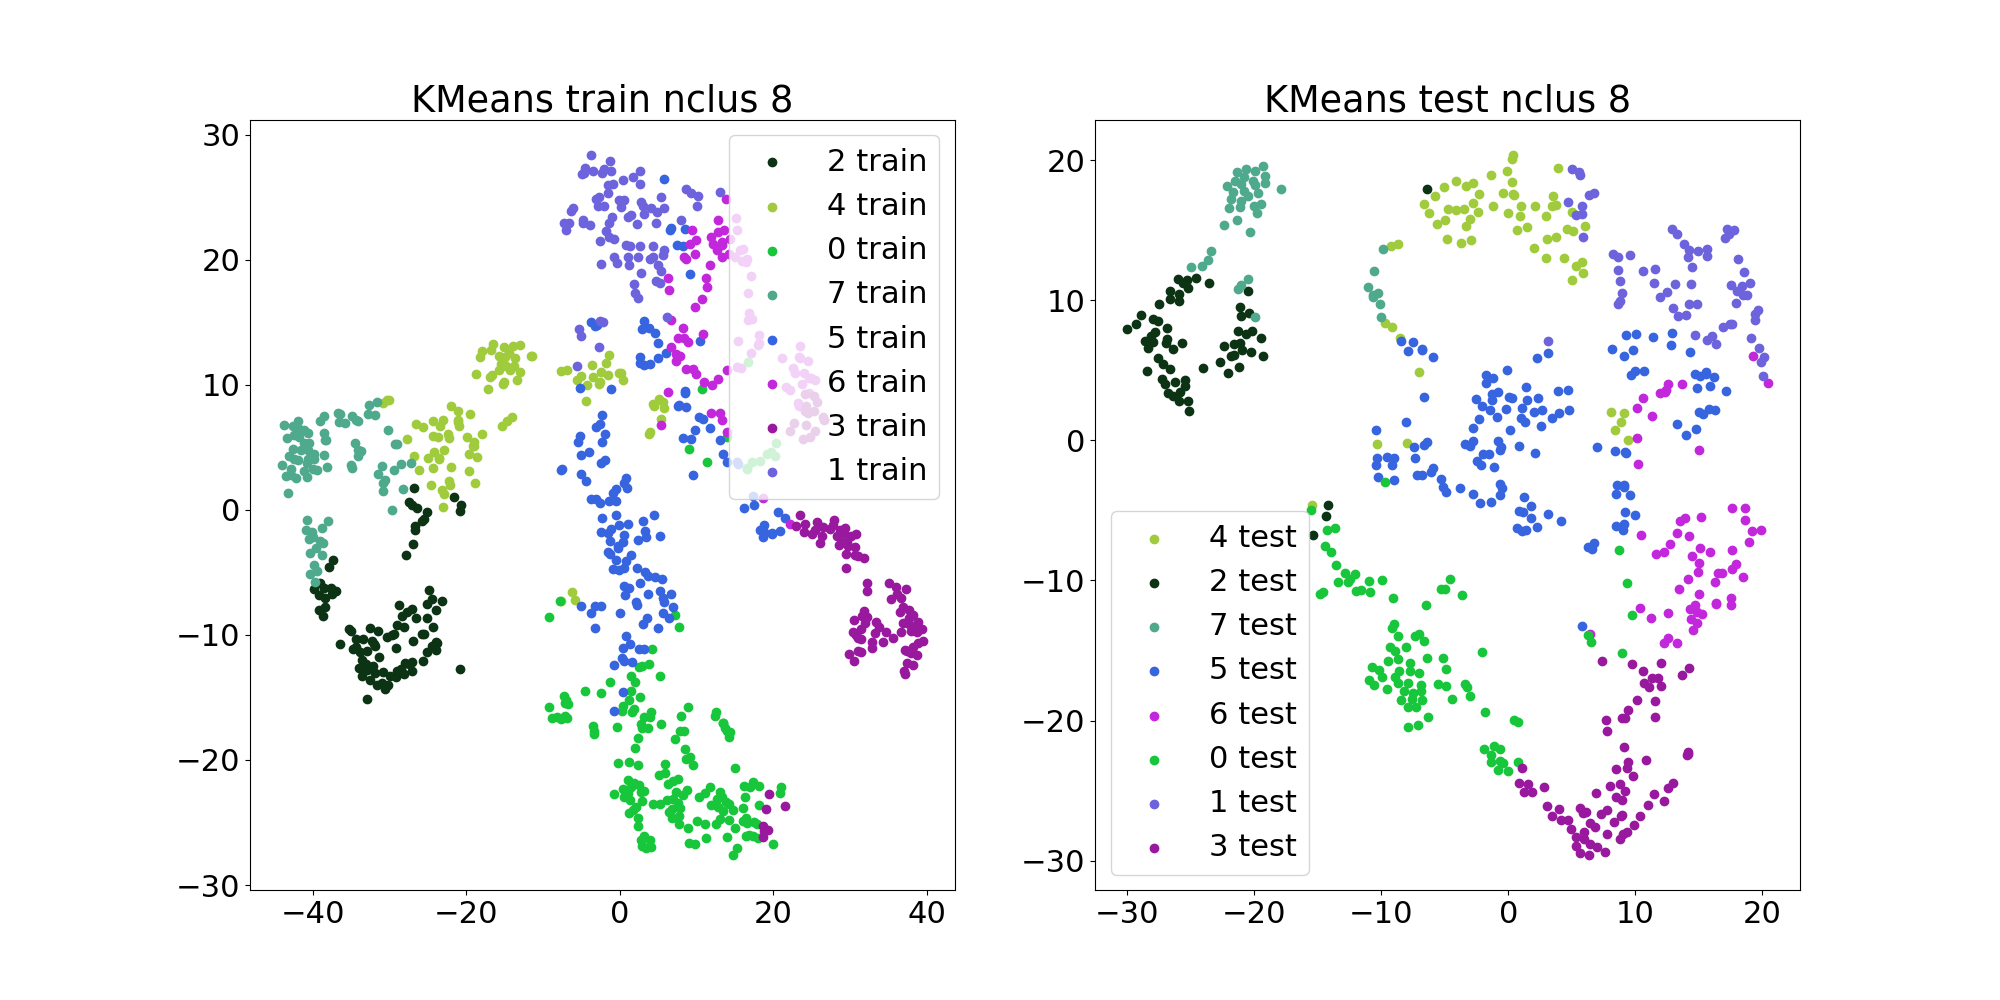 KMeans train nclus 8
30
20
10
0
−10
−20
−30
−40
−20
0
20
40
2 train
4 train
0 train
7 train
5 train
6 train
3 train
1 train
KMeans test nclus 8
20
10
0
−10
−20
−30
−30
−20
−10
0
10
20
4 test
2 test
7 test
5 test
6 test
0 test
1 test
3 test